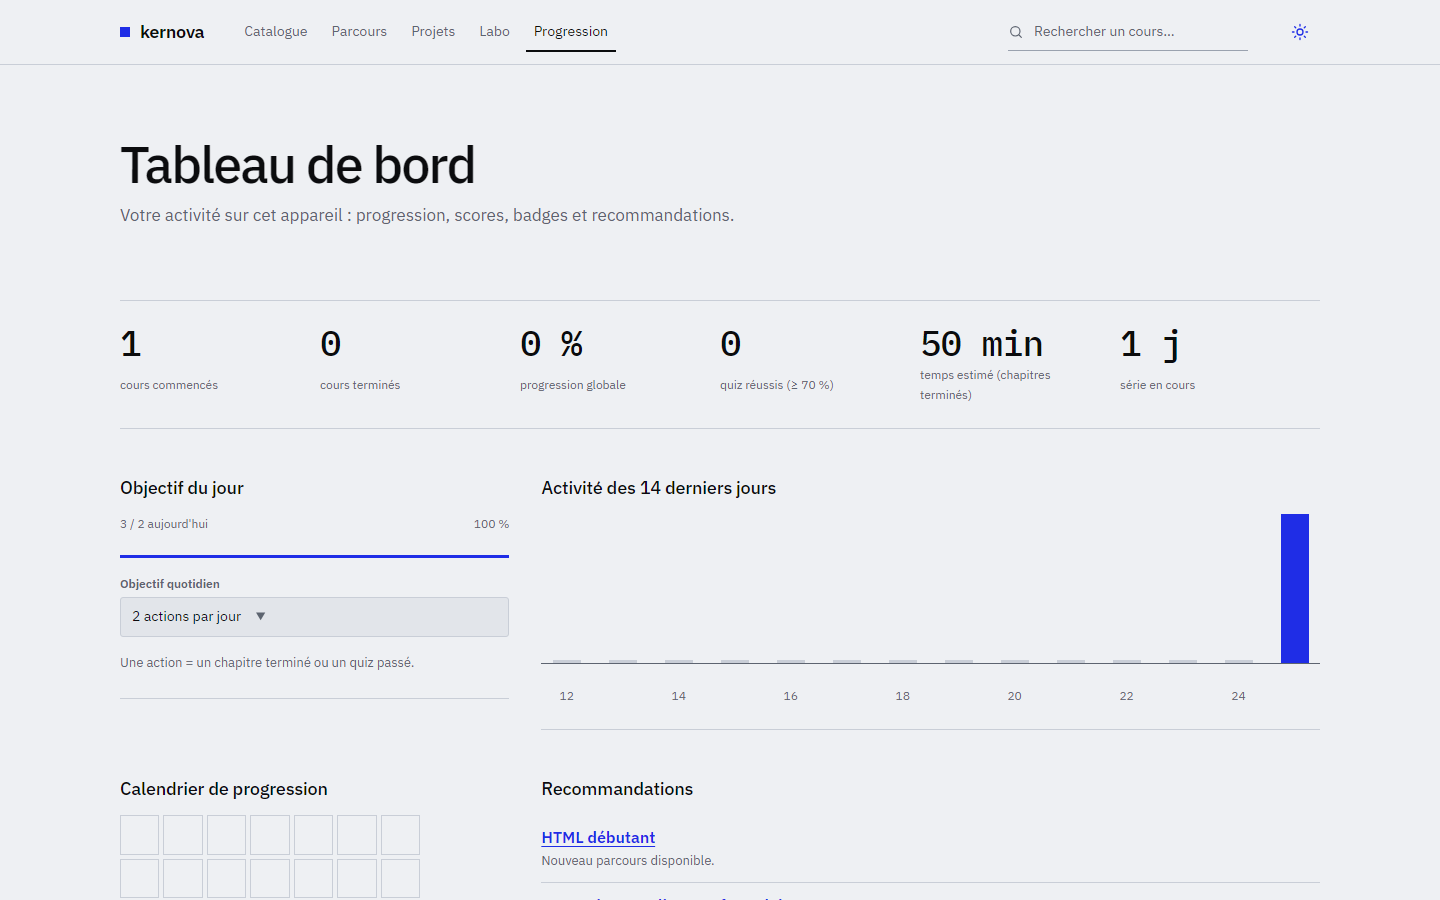 kernova
Catalogue
Parcours
Projets
Labo
Progression
Rechercher un cours...
Tableau de bord
Votre activité sur cet appareil : progression, scores, badges et recommandations.
1
cours commencés
0
cours terminés
0 %
progression globale
0
quiz réussis (≥ 70 %)
50 min
temps estimé (chapitres
terminés)
1 j
série en cours
Objectif du jour
3 / 2 aujourd'hui
100 %
Objectif quotidien
2 actions par jour
Une action = un chapitre terminé ou un quiz passé.
Activité des 14 derniers jours
12
14
16
18
20
22
24
Calendrier de progression
Recommandations
HTML débutant
Nouveau parcours disponible.